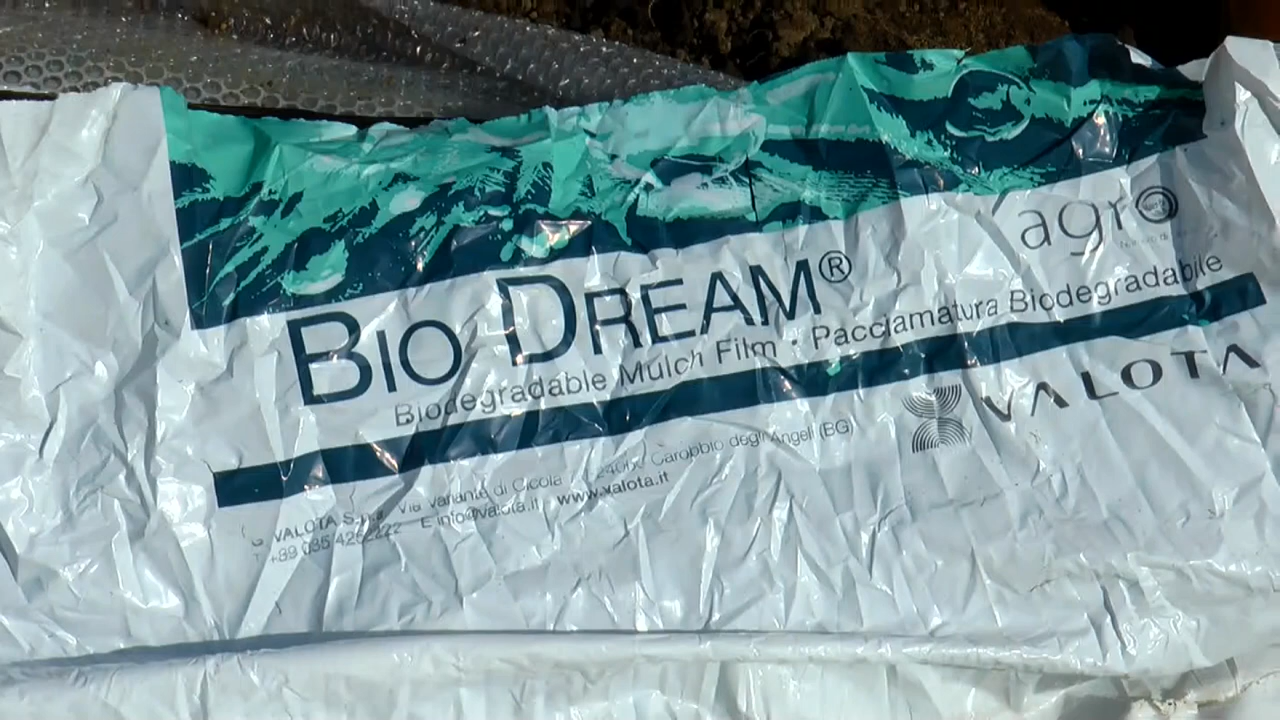 agro
BIO DREAM®
Biodegradable Mulch Film · Pacciamatura Biodegradabile
VALOTA
VALOTA Via Variante di Cicola Carobbio degli Angeli (BG)
E info@valota.it www.valota.it